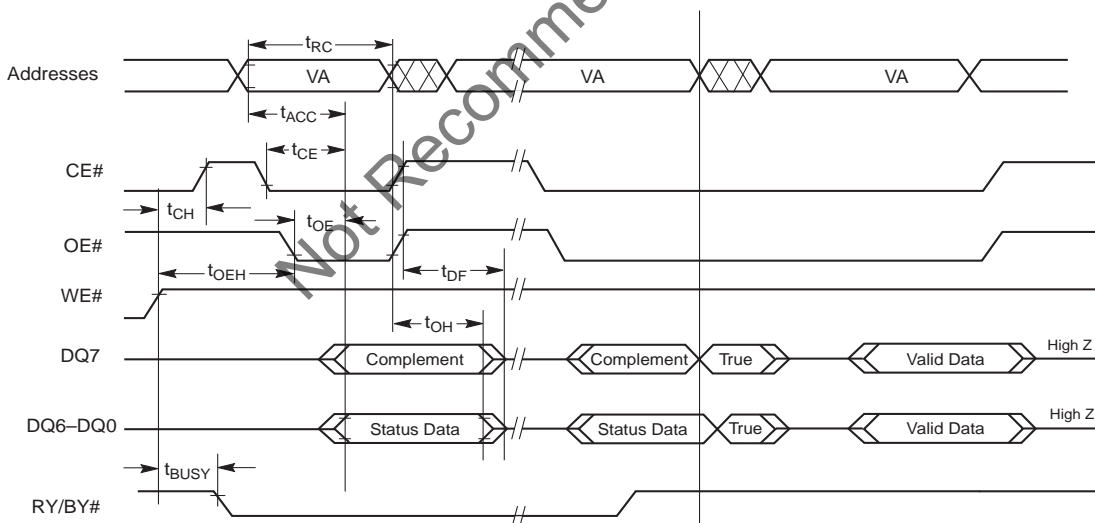 Not Recomme
tRC
Addresses
VA
VA
VA
tACC
tCE
CE#
tCH
tOE
OE#
tOEH
tDF
WE#
tOH
DQ7
Complement
Complement
True
Valid Data
High Z
DQ6–DQ0
Status Data
Status Data
True
Valid Data
High Z
tBUSY
RY/BY#